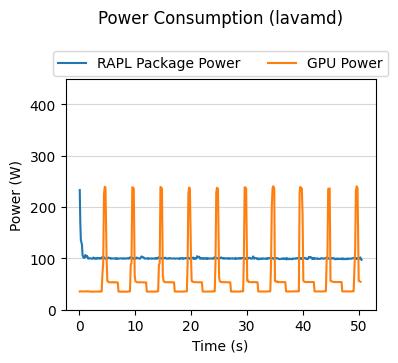 Power Consumption (lavamd)
RAPL Package Power
GPU Power
400
300
200
100
0
Power (W)
0 10 20 30 40 50
Time (s)